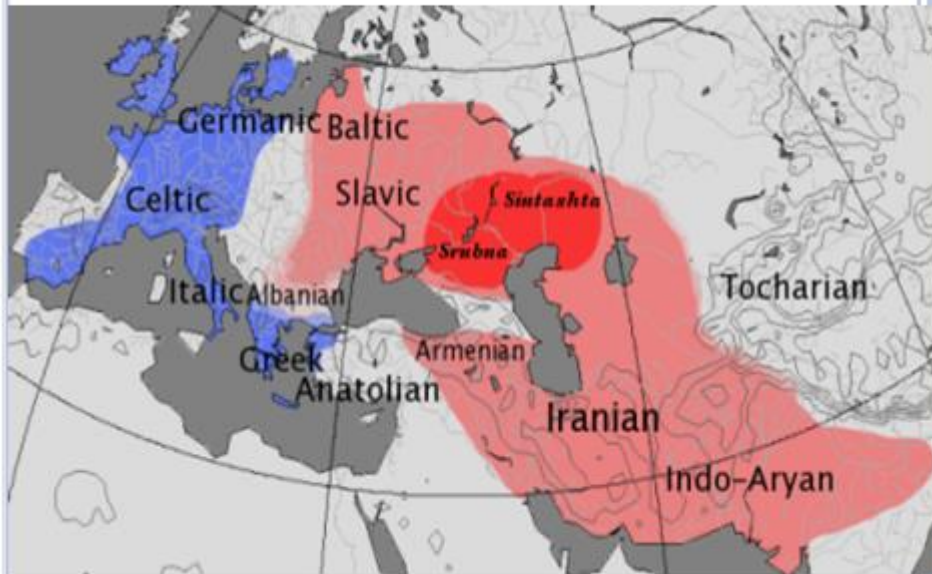 Germanic
Baltic
Celtic
Slavic
Sintashta
Srubna
Italic
Albanian
Tocharian
Greek
Armenian
Anatolian
Iranian
Indo-Aryan